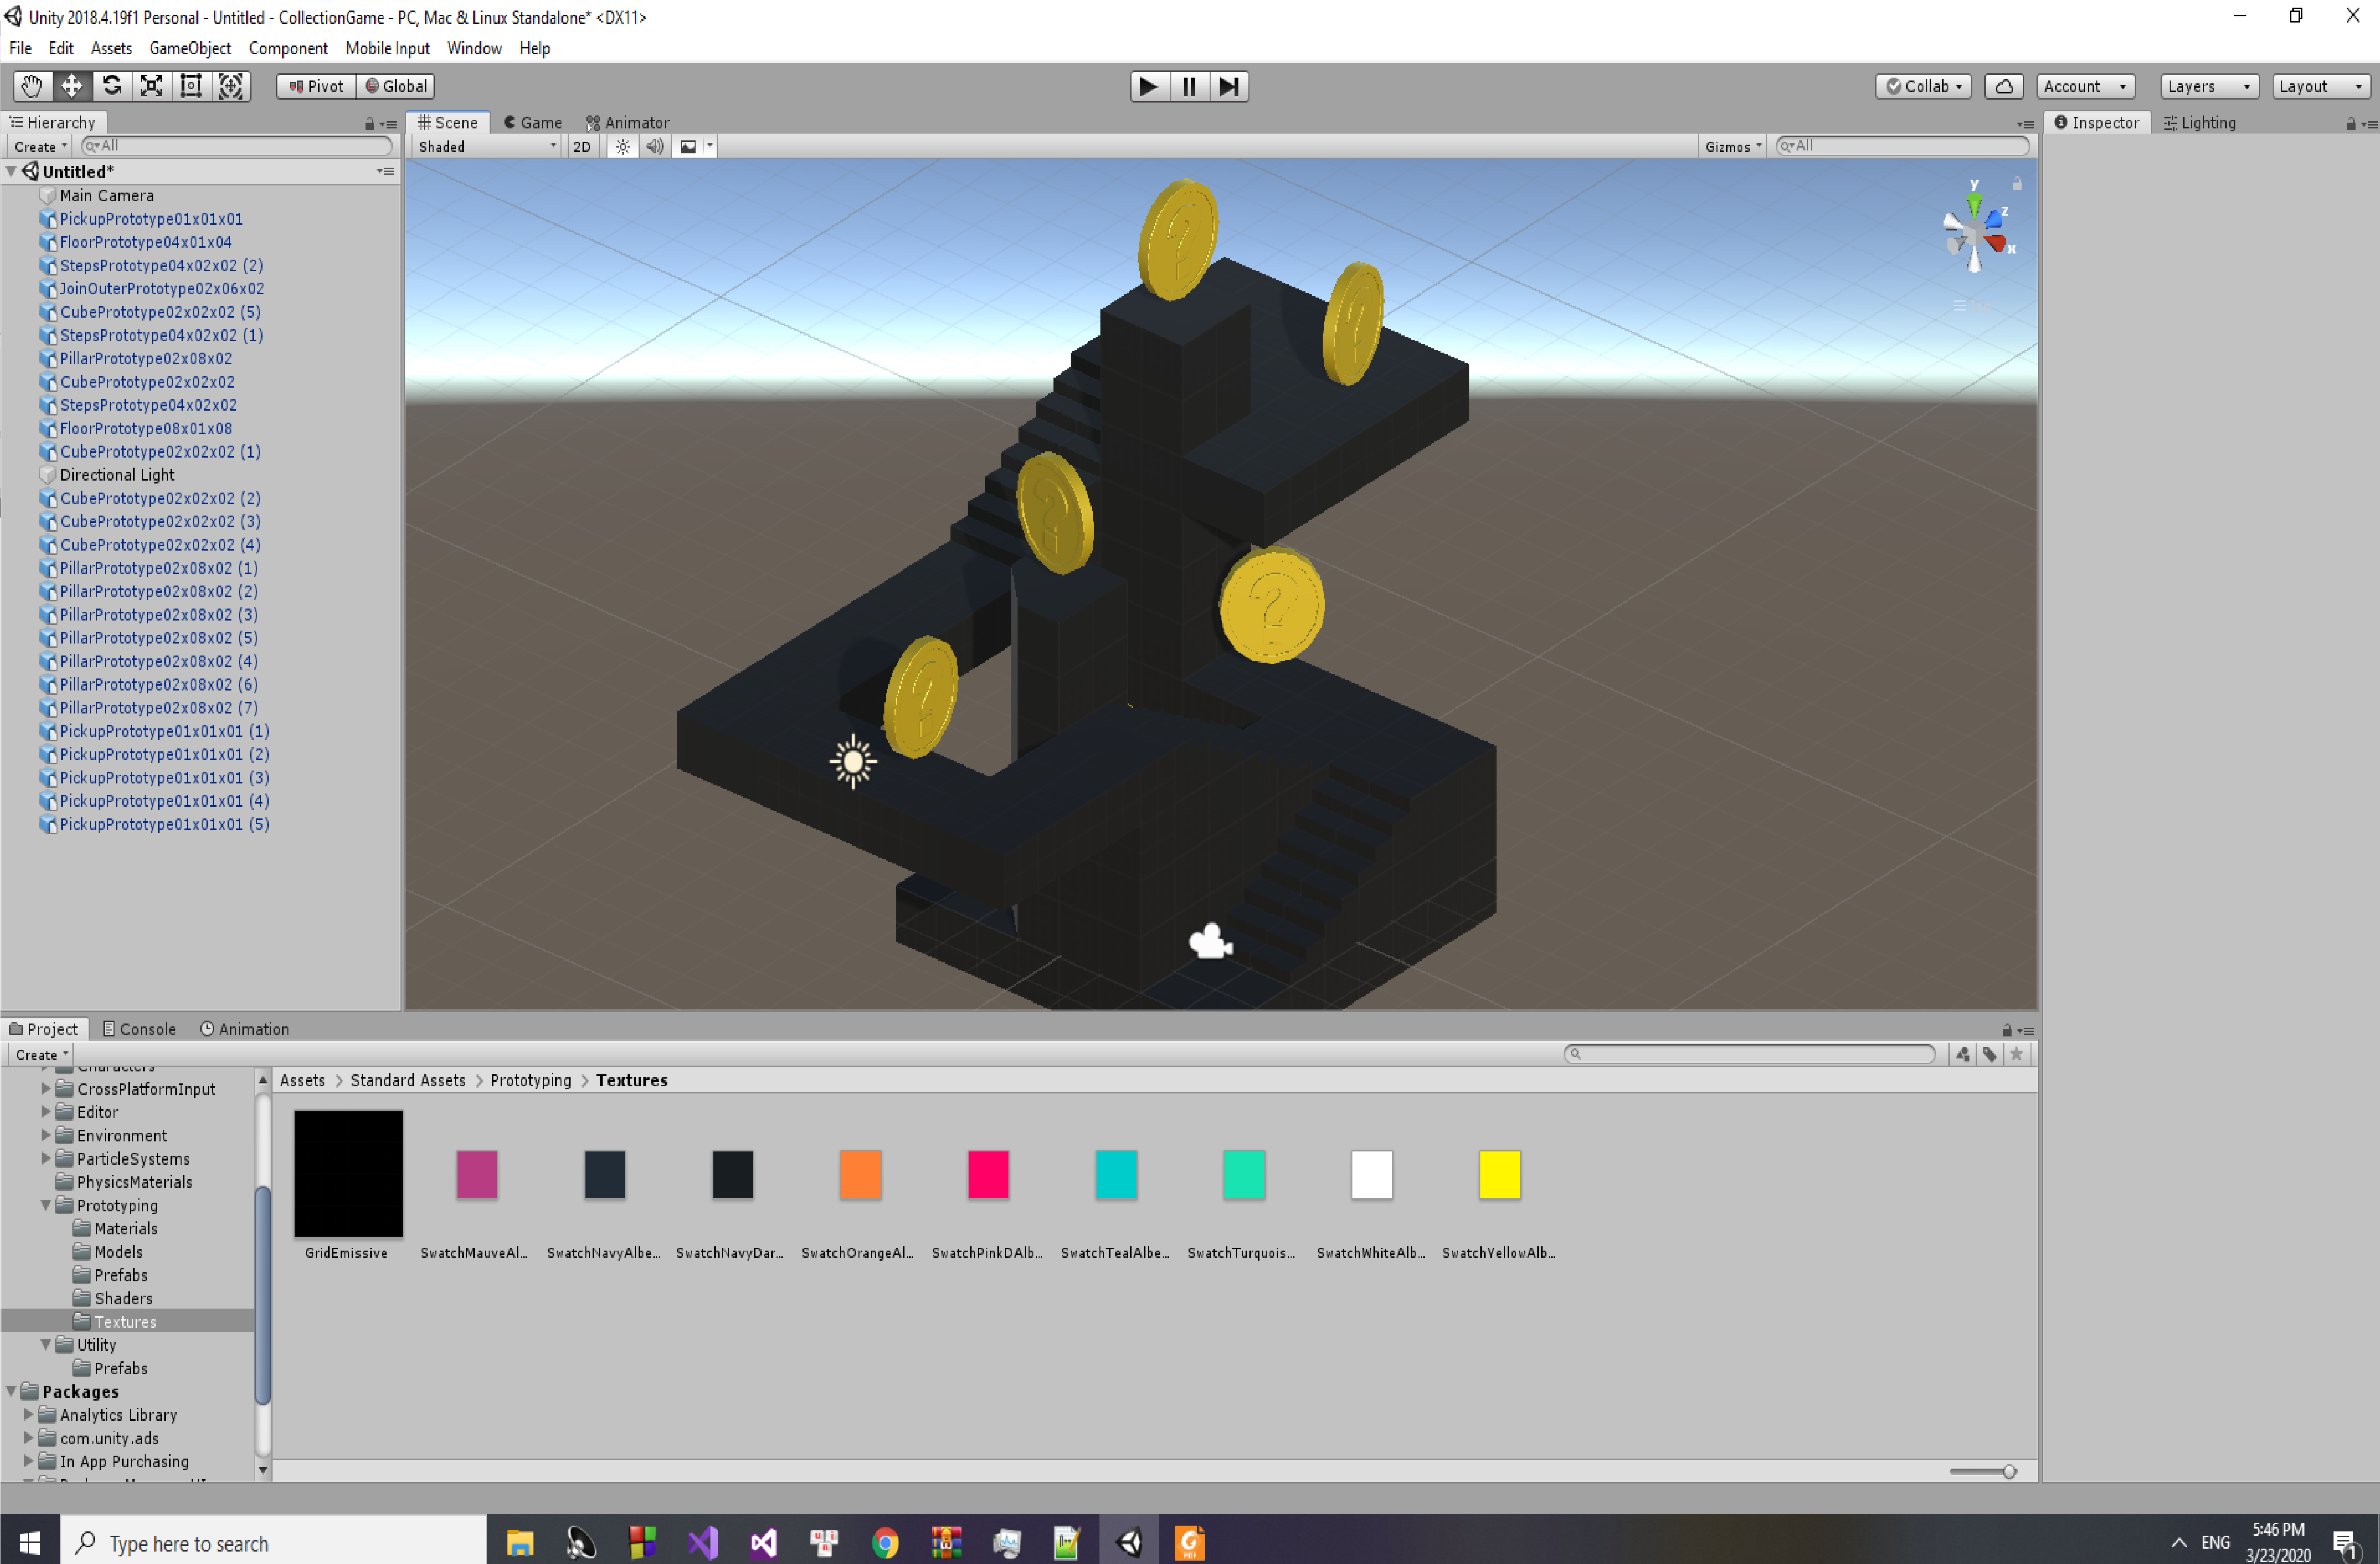 Unity 2018.4.19f1 Personal - Untitled - CollectionGame - PC, Mac & Linux Standalone* <DX11>
File Edit Assets GameObject Component Mobile Input Window Help
Pivot Global Collab Account Layers Layout
Hierarchy Scene Game Animator Inspector Lighting
Create All Shaded 2D Gizmos All
Untitled*
Main Camera
PickupPrototype01x01x01
FloorPrototype04x01x04
StepsPrototype04x02x02 (2)
JoinOuterPrototype02x06x02
CubePrototype02x02x02 (5)
StepsPrototype04x02x02 (1)
PillarPrototype02x08x02
CubePrototype02x02x02
StepsPrototype04x02x02
FloorPrototype08x01x08
CubePrototype02x02x02 (1)
Directional Light
CubePrototype02x02x02 (2)
CubePrototype02x02x02 (3)
CubePrototype02x02x02 (4)
PillarPrototype02x08x02 (1)
PillarPrototype02x08x02 (2)
PillarPrototype02x08x02 (3)
PillarPrototype02x08x02 (5)
PillarPrototype02x08x02 (4)
PillarPrototype02x08x02 (6)
PillarPrototype02x08x02 (7)
PickupPrototype01x01x01 (1)
PickupPrototype01x01x01 (2)
PickupPrototype01x01x01 (3)
PickupPrototype01x01x01 (4)
PickupPrototype01x01x01 (5)
y
z
x
?
?
?
?
?
Project Console Animation
Create
Characters
CrossPlatformInput
Editor
Environment
ParticleSystems
PhysicsMaterials
Prototyping
Materials
Models
Prefabs
Shaders
Textures
Utility
Prefabs
Packages
Analytics Library
com.unity.ads
In App Purchasing
Assets > Standard Assets > Prototyping > Textures
GridEmissive SwatchMauveAl... SwatchNavyAlbe... SwatchNavyDar... SwatchOrangeAl... SwatchPinkDAlb... SwatchTealAlbe... SwatchTurquois... SwatchWhiteAlb... SwatchYellowAlb...
Type here to search
ENG
5:46 PM
3/23/2020
1